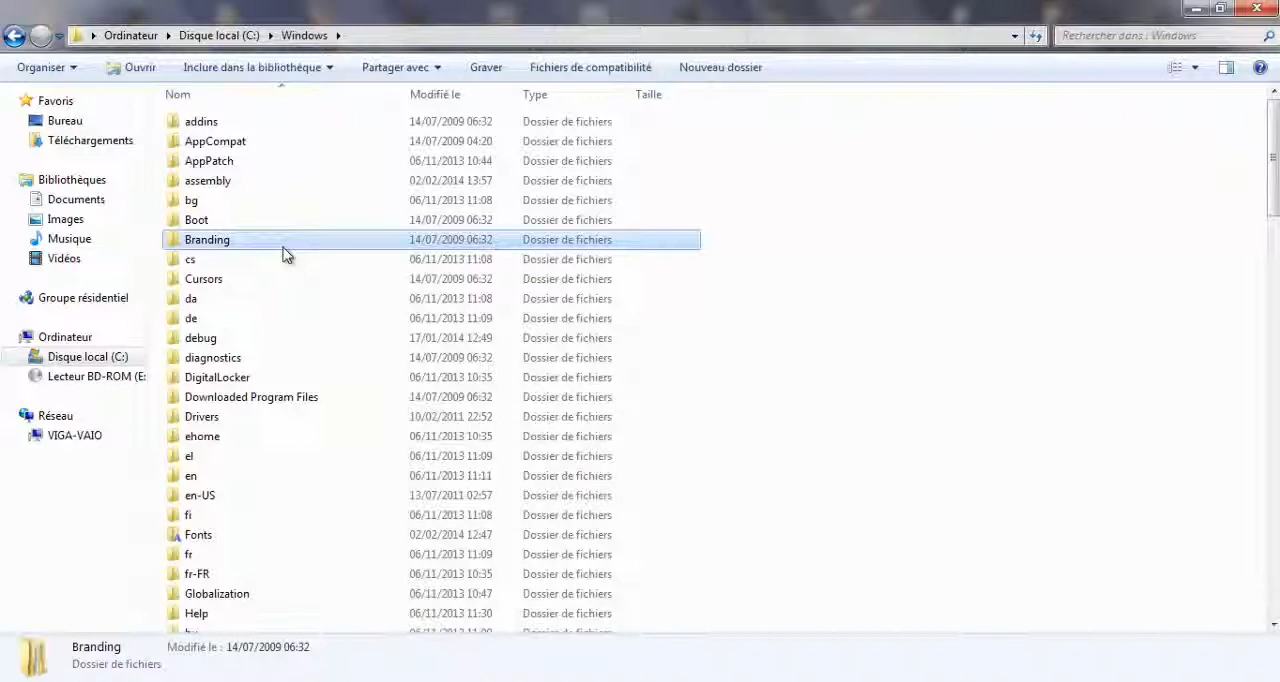 Ordinateur Disque local (C:) Windows Rechercher dans : Windows
Organiser Ouvrir Inclure dans la bibliothèque Partager avec Graver Fichiers de compatibilité Nouveau dossier
Favoris
Bureau
Téléchargements
Bibliothèques
Documents
Images
Musique
Vidéos
Groupe résidentiel
Ordinateur
Disque local (C:)
Lecteur BD-ROM (E:
Réseau
VIGA-VAIO
Nom Modifié le Type Taille
addins 14/07/2009 06:32 Dossier de fichiers
AppCompat 14/07/2009 04:20 Dossier de fichiers
AppPatch 06/11/2013 10:44 Dossier de fichiers
assembly 02/02/2014 13:57 Dossier de fichiers
bg 06/11/2013 11:08 Dossier de fichiers
Boot 14/07/2009 06:32 Dossier de fichiers
Branding 14/07/2009 06:32 Dossier de fichiers
cs 06/11/2013 11:08 Dossier de fichiers
Cursors 14/07/2009 06:32 Dossier de fichiers
da 06/11/2013 11:08 Dossier de fichiers
de 06/11/2013 11:09 Dossier de fichiers
debug 17/01/2014 12:49 Dossier de fichiers
diagnostics 14/07/2009 06:32 Dossier de fichiers
DigitalLocker 06/11/2013 10:35 Dossier de fichiers
Downloaded Program Files 14/07/2009 06:32 Dossier de fichiers
Drivers 10/02/2011 22:52 Dossier de fichiers
ehome 06/11/2013 10:35 Dossier de fichiers
el 06/11/2013 11:09 Dossier de fichiers
en 06/11/2013 11:11 Dossier de fichiers
en-US 13/07/2011 02:57 Dossier de fichiers
fi 06/11/2013 11:08 Dossier de fichiers
Fonts 02/02/2014 12:47 Dossier de fichiers
fr 06/11/2013 11:09 Dossier de fichiers
fr-FR 06/11/2013 10:35 Dossier de fichiers
Globalization 06/11/2013 10:47 Dossier de fichiers
Help 06/11/2013 11:30 Dossier de fichiers
Branding Modifié le : 14/07/2009 06:32
Dossier de fichiers